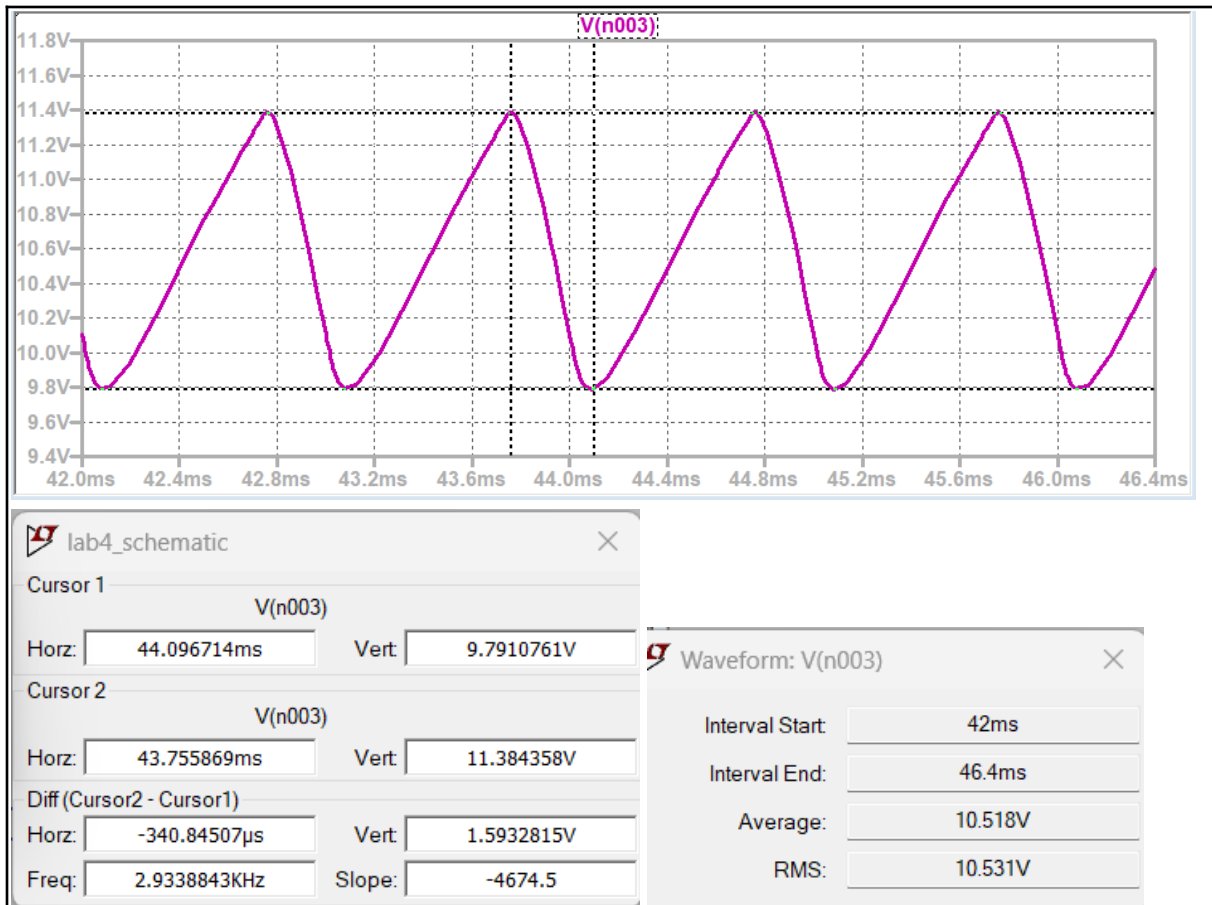 V(n003)
11.8V
11.6V
11.4V
11.2V
11.0V
10.8V
10.6V
10.4V
10.2V
10.0V
9.8V
9.6V
9.4V
42.0ms 42.4ms 42.8ms 43.2ms 43.6ms 44.0ms 44.4ms 44.8ms 45.2ms 45.6ms 46.0ms 46.4ms
lab4_schematic
Cursor 1
V(n003)
Horz: 44.096714ms Vert: 9.7910761V
Cursor 2
V(n003)
Horz: 43.755869ms Vert: 11.384358V
Diff (Cursor2 - Cursor1)
Horz: -340.84507µs Vert: 1.5932815V
Freq: 2.9338843KHz Slope: -4674.5
Waveform: V(n003)
Interval Start: 42ms
Interval End: 46.4ms
Average: 10.518V
RMS: 10.531V